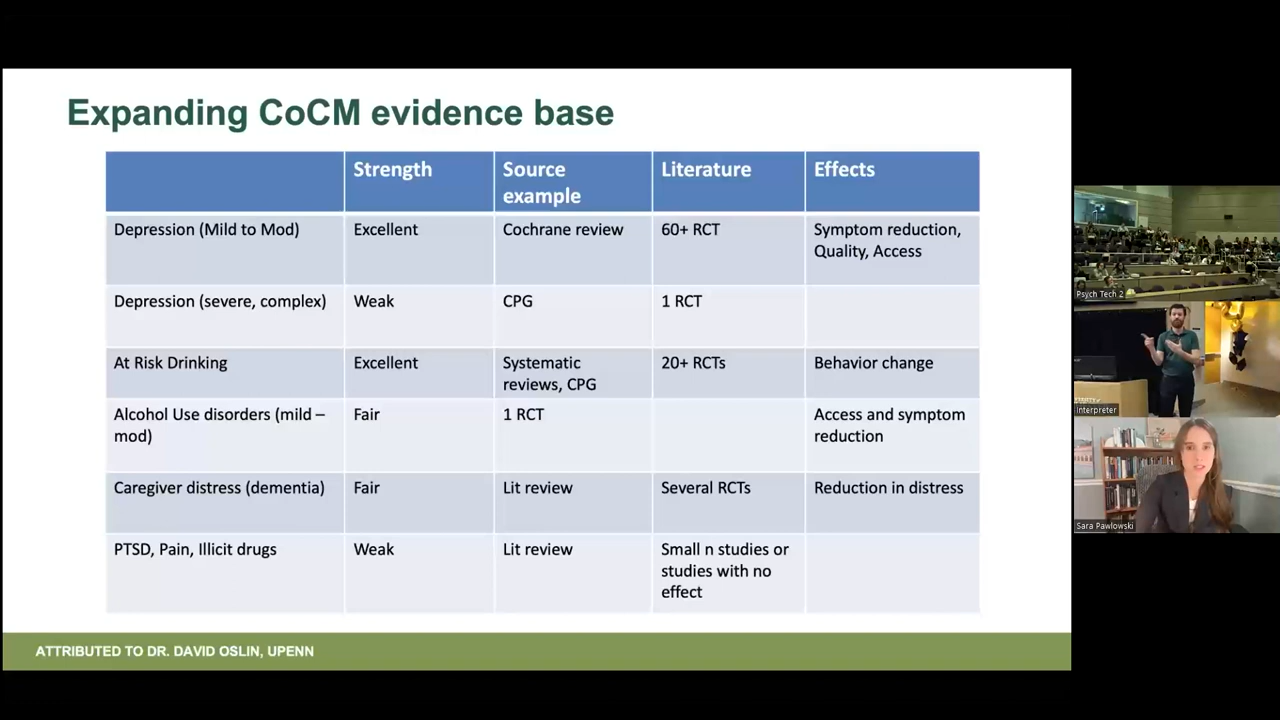 Expanding CoCM evidence base
Strength
Source
example
Literature
Effects
Depression (Mild to Mod)
Excellent
Cochrane review
60+ RCT
Symptom reduction,
Quality, Access
Depression (severe, complex)
Weak
CPG
1 RCT
At Risk Drinking
Excellent
Systematic
reviews, CPG
20+ RCTs
Behavior change
Alcohol Use disorders (mild –
mod)
Fair
1 RCT
Access and symptom
reduction
Caregiver distress (dementia)
Fair
Lit review
Several RCTs
Reduction in distress
PTSD, Pain, Illicit drugs
Weak
Lit review
Small n studies or
studies with no
effect
ATTRIBUTED TO DR. DAVID OSLIN, UPENN
Psych Tech 2
Interpreter
Sara Pawlowski